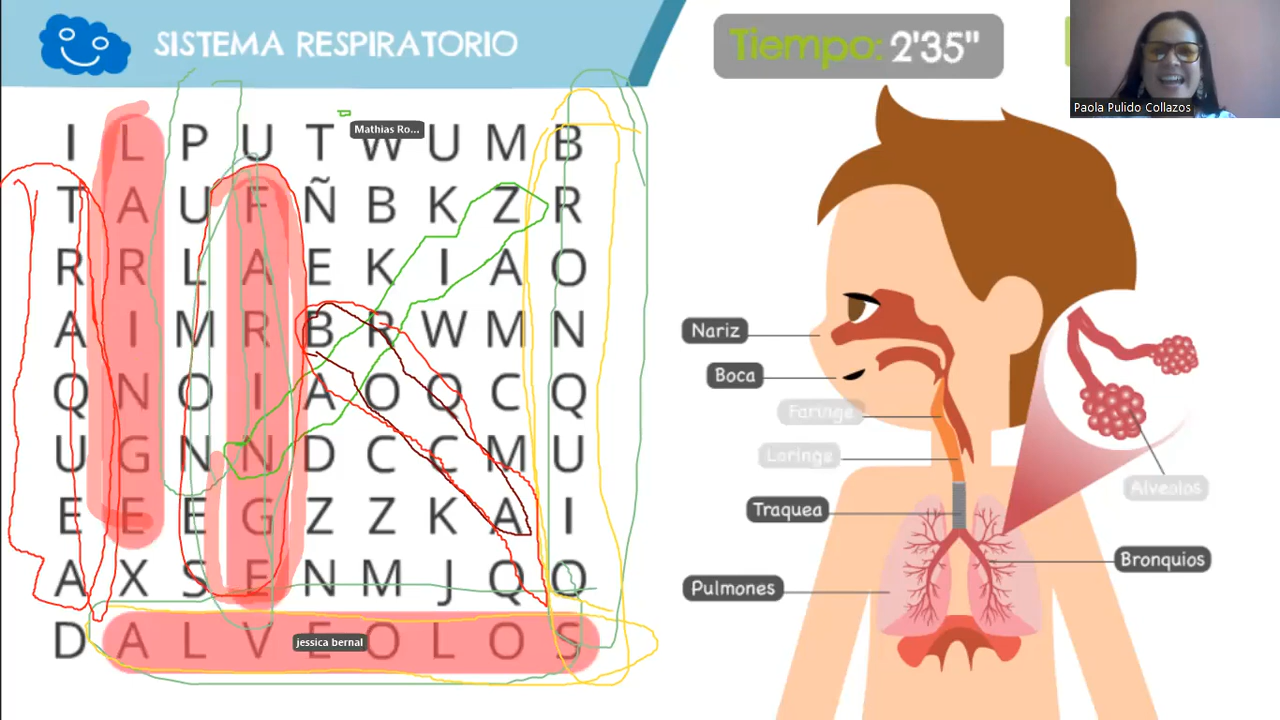 SISTEMA RESPIRATORIO
Tiempo: 2'35"
Paola Pulido Collazos
Mathias Ro...
I L P U T W U M B
T A U F Ñ B K Z R
R R L A E K I A O
A I M R B R W M N
Q N O I A O O C Q
U G N N D C C M U
E E E G Z Z K A I
A X S E N M J Q O
D A L V E O L O S
jessica bernal
Nariz
Boca
Faringe
Loringe
Traquea
Pulmones
Alveolos
Bronquios